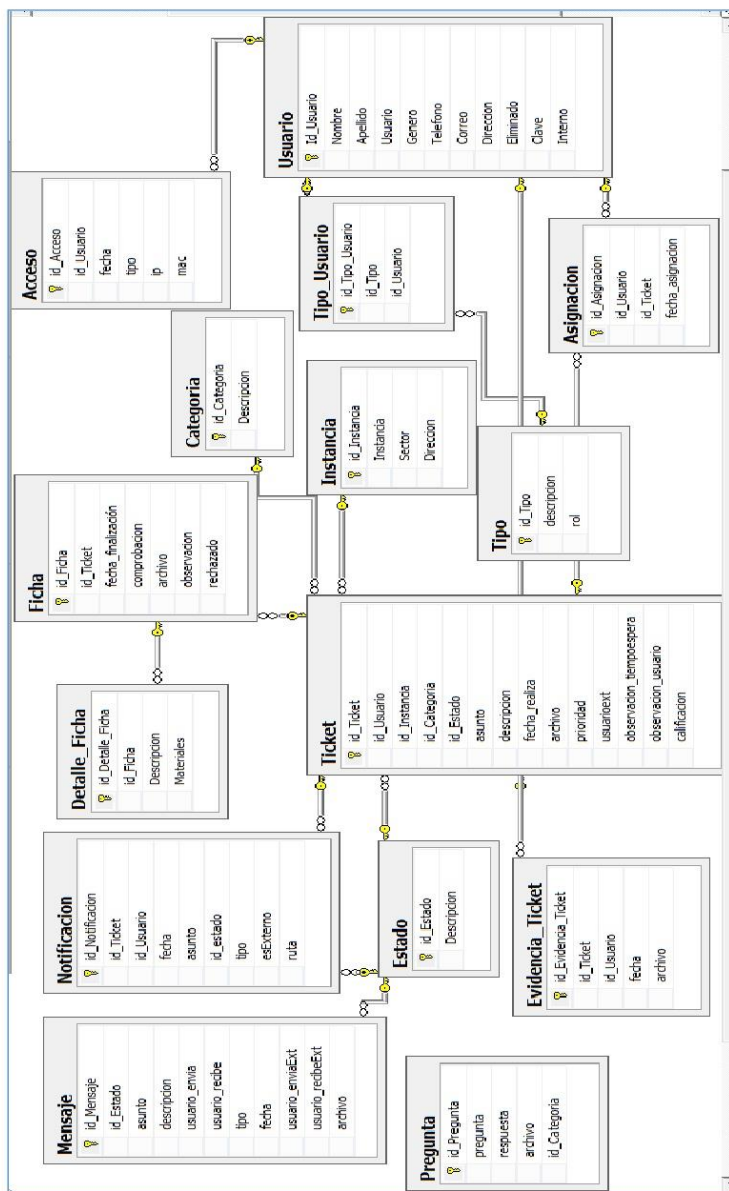 Mensaje
id_Mensaje
id_Estado
asunto
descripcion
usuario_envia
usuario_recibe
tipo
fecha
usuario_enviaExt
usuario_recibeExt
archivo
Notificacion
id_Notificacion
id_Ticket
id_Usuario
fecha
asunto
id_estado
tipo
esExterno
ruta
Detalle_Ficha
id_Detalle_Ficha
id_Ficha
Descripcion
Materiales
Ficha
id_Ficha
id_Ticket
fecha_finalización
comprobacion
archivo
observacion
rechazado
Categoria
id_Categoria
Descripcion
Acceso
id_Acceso
id_Usuario
fecha
tipo
ip
mac
Pregunta
id_Pregunta
pregunta
respuesta
archivo
id_Categoria
Estado
id_Estado
Descripcion
Evidencia_Ticket
id_Evidencia_Ticket
id_Ticket
id_Usuario
fecha
archivo
Ticket
id_Ticket
id_Usuario
id_Instancia
id_Categoria
id_Estado
asunto
descripcion
fecha_realiza
archivo
prioridad
usuarioext
observacion_tiempoespera
observacion_usuario
calificacion
Instancia
id_Instancia
Instancia
Sector
Direccion
Tipo
id_Tipo
descripcion
rol
Tipo_Usuario
id_Tipo_Usuario
id_Tipo
id_Usuario
Asignacion
id_Asignacion
id_Usuario
id_Ticket
fecha_asignacion
Usuario
Id_Usuario
Nombre
Apellido
Usuario
Genero
Telefono
Correo
Direccion
Eliminado
Clave
Interno